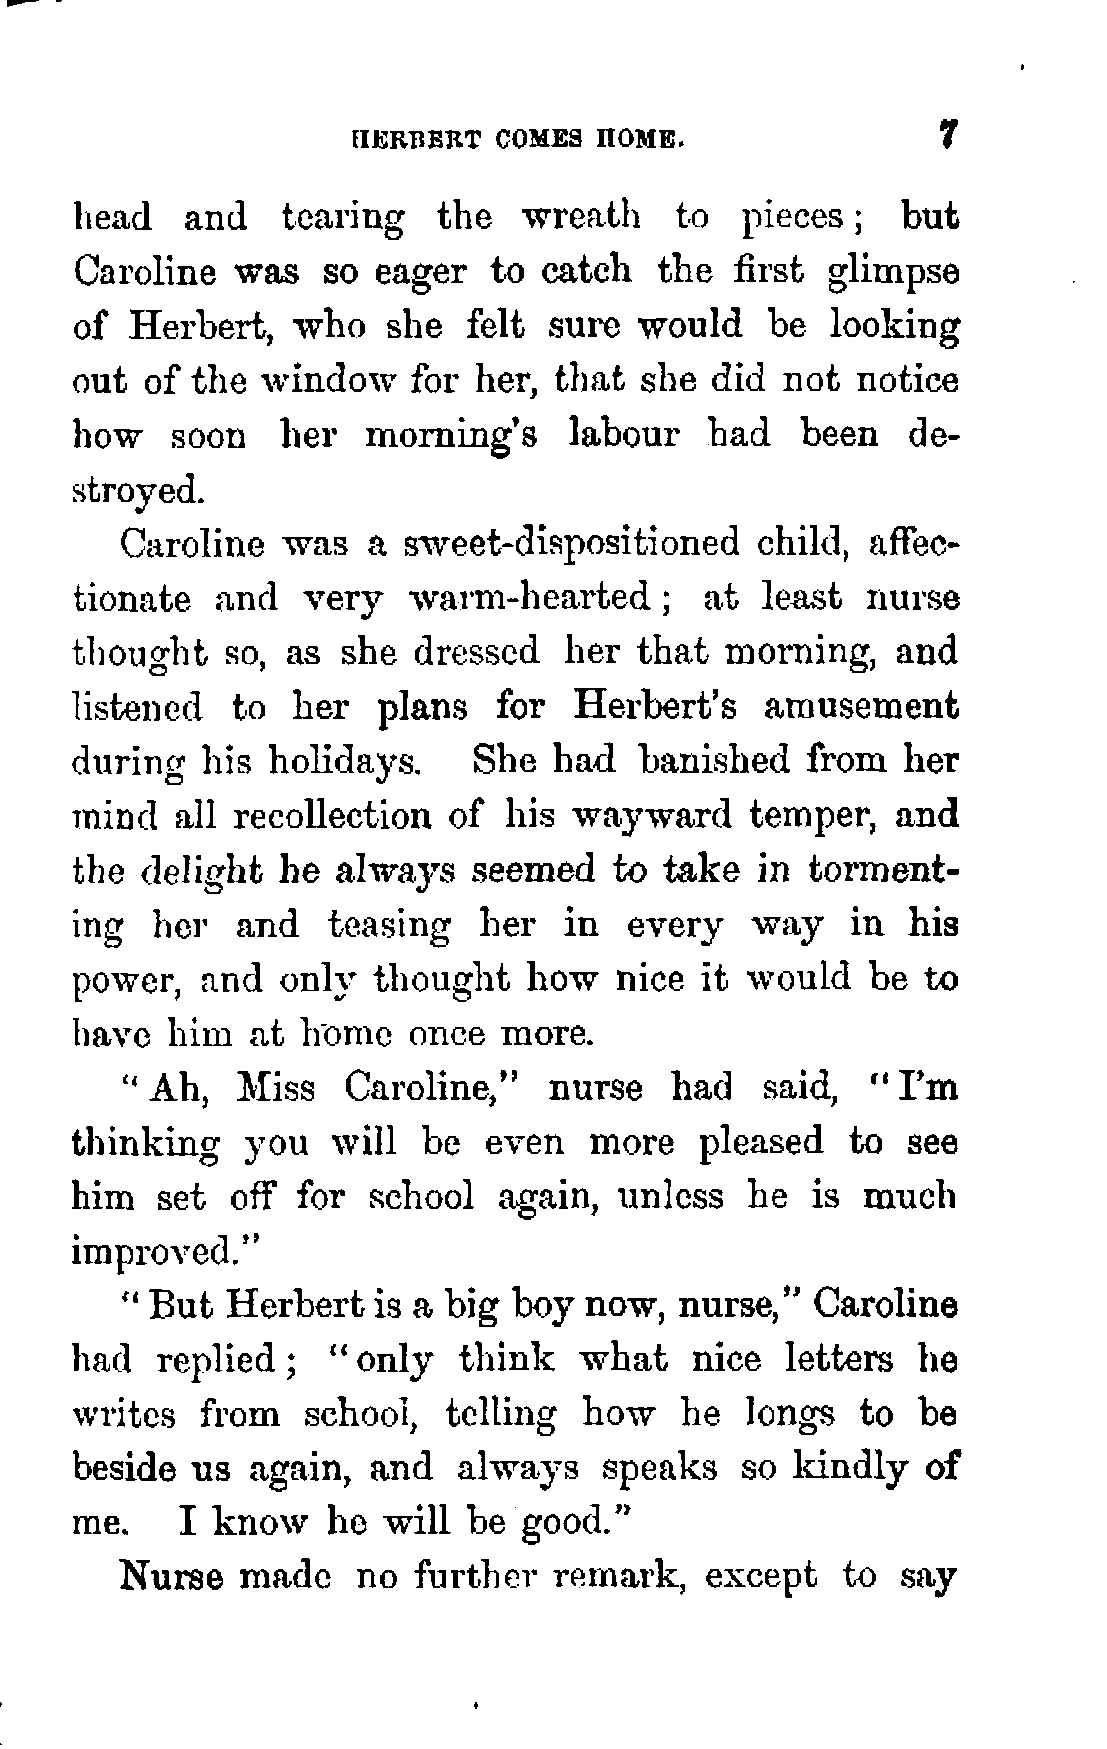 HERBERT COMES HOME. 7
head and tearing the wreath to pieces ; but
Caroline was so eager to catch the first glimpse
of Herbert, who she felt sure would be looking
out of the window for her, that she did not notice
how soon her morning's labour had been de-
stroyed.
Caroline was a sweet-dispositioned child, affec-
tionate and very warm-hearted ; at least nurse
thought so, as she dressed her that morning, and
listened to her plans for Herbert's amusement
during his holidays. She had banished from her
mind all recollection of his wayward temper, and
the delight he always seemed to take in torment-
ing her and teasing her in every way in his
power, and only thought how nice it would be to
have him at home once more.
" Ah, Miss Caroline," nurse had said, " I'm
thinking you will be even more pleased to see
him set off for school again, unless he is much
improved."
" But Herbert is a big boy now, nurse," Caroline
had replied ; " only think what nice letters he
writes from school, telling how he longs to be
beside us again, and always speaks so kindly of
me. I know he will be good."
Nurse made no further remark, except to say